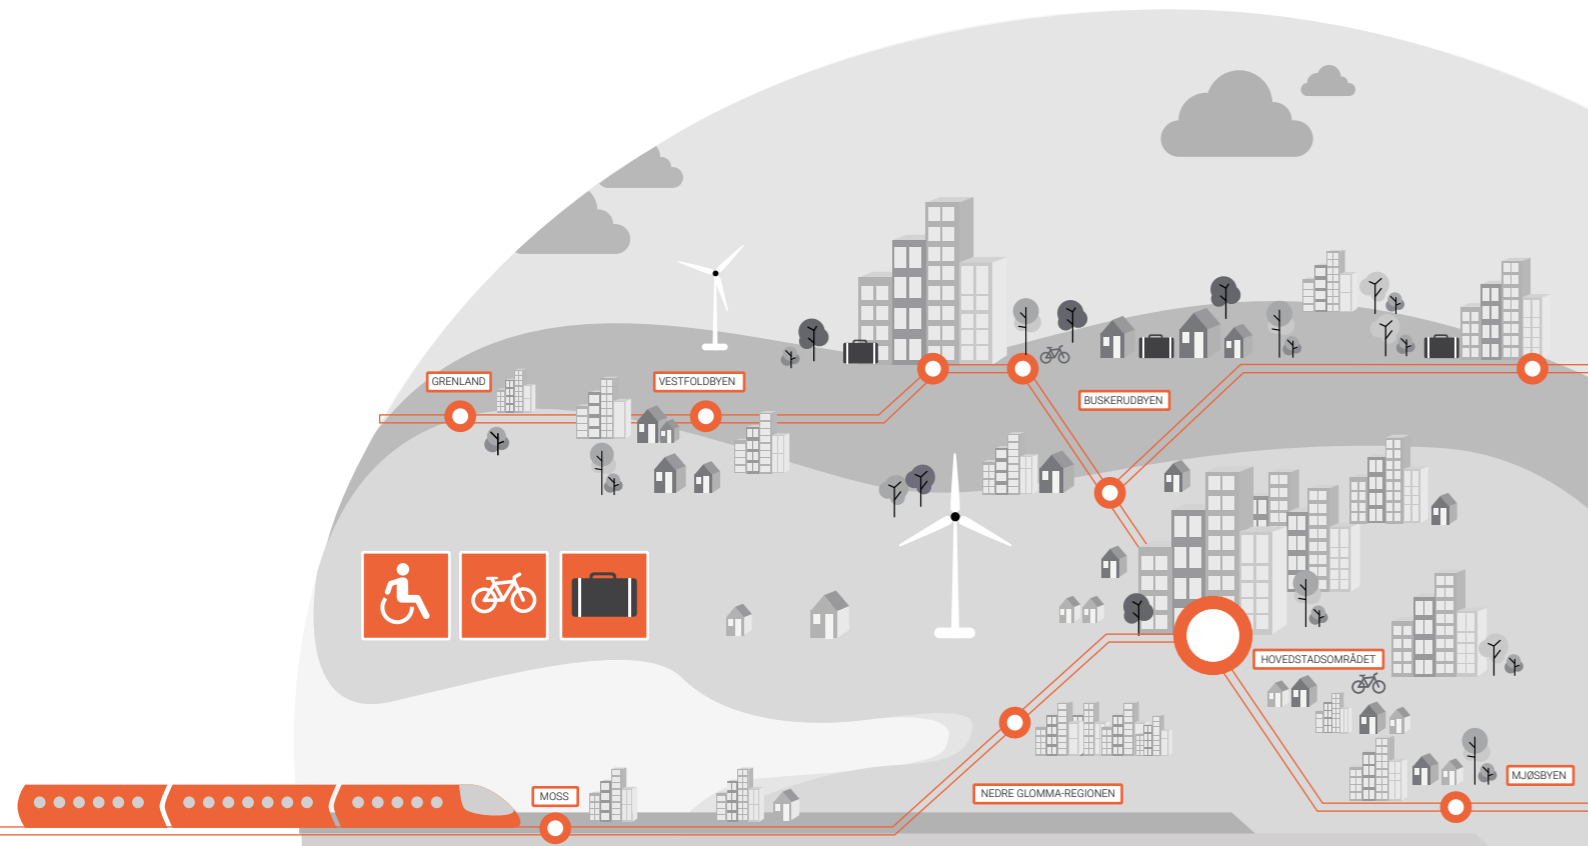 GRENLAND
VESTFOLDBYEN
BUSKERUDBYEN
HOVEDSTADSOMRÅDET
MJØSBYEN
MOSS
NEDRE GLOMMA-REGIONEN